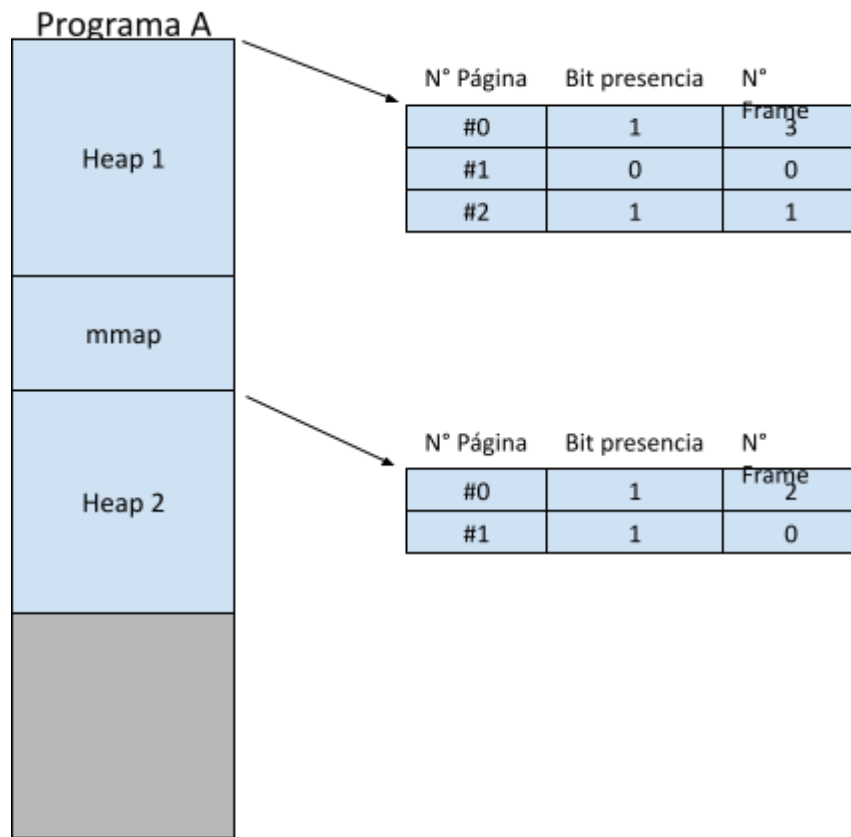 Programa A
Heap 1
mmap
Heap 2
N° Página Bit presencia N° Frame
#0 1 3
#1 0 0
#2 1 1
N° Página Bit presencia N° Frame
#0 1 2
#1 1 0